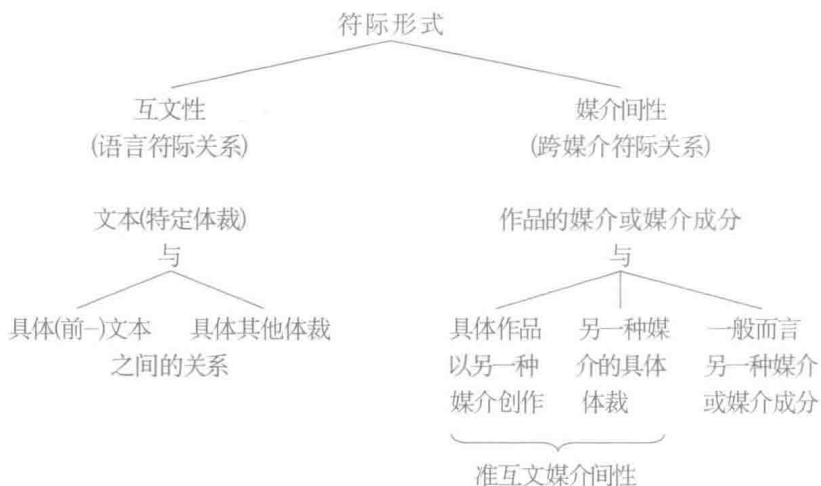 符际形式
互文性
(语言符际关系)
媒介间性
(跨媒介符际关系)
文本(特定体裁)
与
具体(前-)文本 具体其他体裁
之间的关系
作品的媒介或媒介成分
与
具体作品
以另一种
媒介创作
另一种媒
介的具体
体裁
一般而言
另一种媒介
或媒介成分
准互文媒介间性